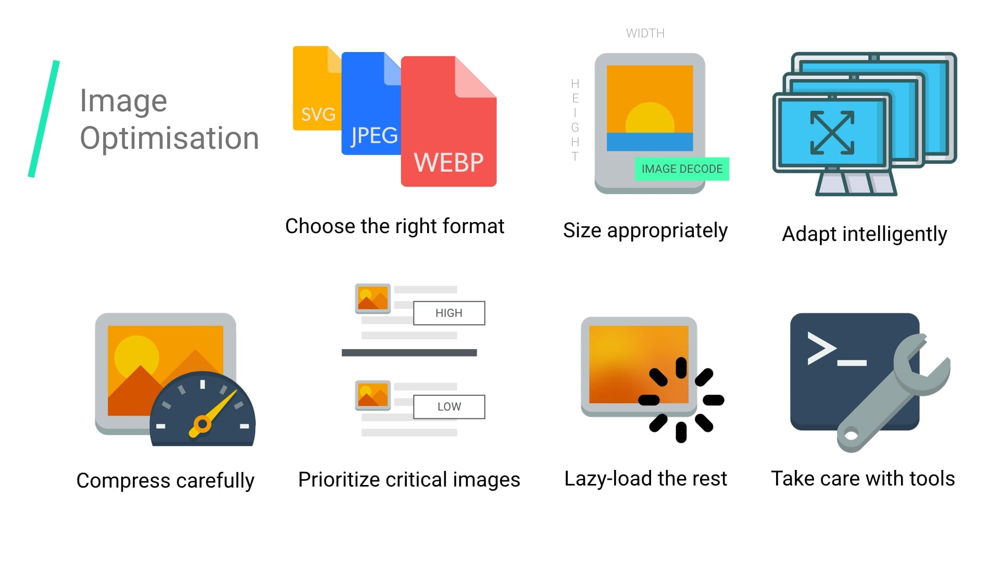 Image
Optimisation
SVG
JPEG
WEBP
Choose the right format
WIDTH
HEIGHT
IMAGE DECODE
Size appropriately
Adapt intelligently
>_
Compress carefully
HIGH
LOW
Prioritize critical images
Lazy-load the rest
Take care with tools